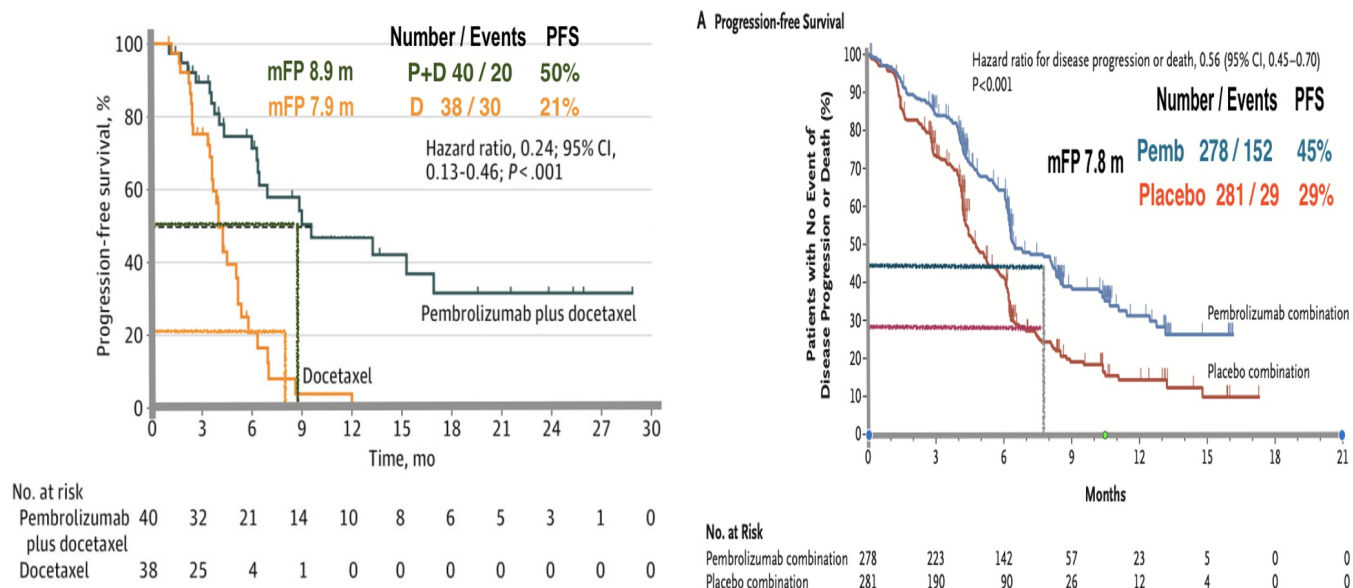 Number / Events PFS
mFP 8.9 m P+D 40 / 20 50%
mFP 7.9 m D 38 / 30 21%
Hazard ratio, 0.24; 95% CI,
0.13-0.46; P<.001
Progression-free survival, %
100
80
60
40
20
0
Pembrolizumab plus docetaxel
Docetaxel
0 3 6 9 12 15 18 21 24 27 30
Time, mo
No. at risk
Pembrolizumab 40 32 21 14 10 8 6 5 3 1 0
plus docetaxel
Docetaxel 38 25 4 1 0 0 0 0 0 0 0
A Progression-free Survival
Hazard ratio for disease progression or death, 0.56 (95% CI, 0.45–0.70)
P<0.001
Number / Events PFS
mFP 7.8 m Pemb 278 / 152 45%
Placebo 281 / 29 29%
Patients with No Event of
Disease Progression or Death (%)
100
90
80
70
60
50
40
30
20
10
0
Pembrolizumab combination
Placebo combination
0 3 6 9 12 15 18 21
Months
No. at Risk
Pembrolizumab combination 278 223 142 57 23 5 0 0
Placebo combination 281 190 90 26 12 4 0 0